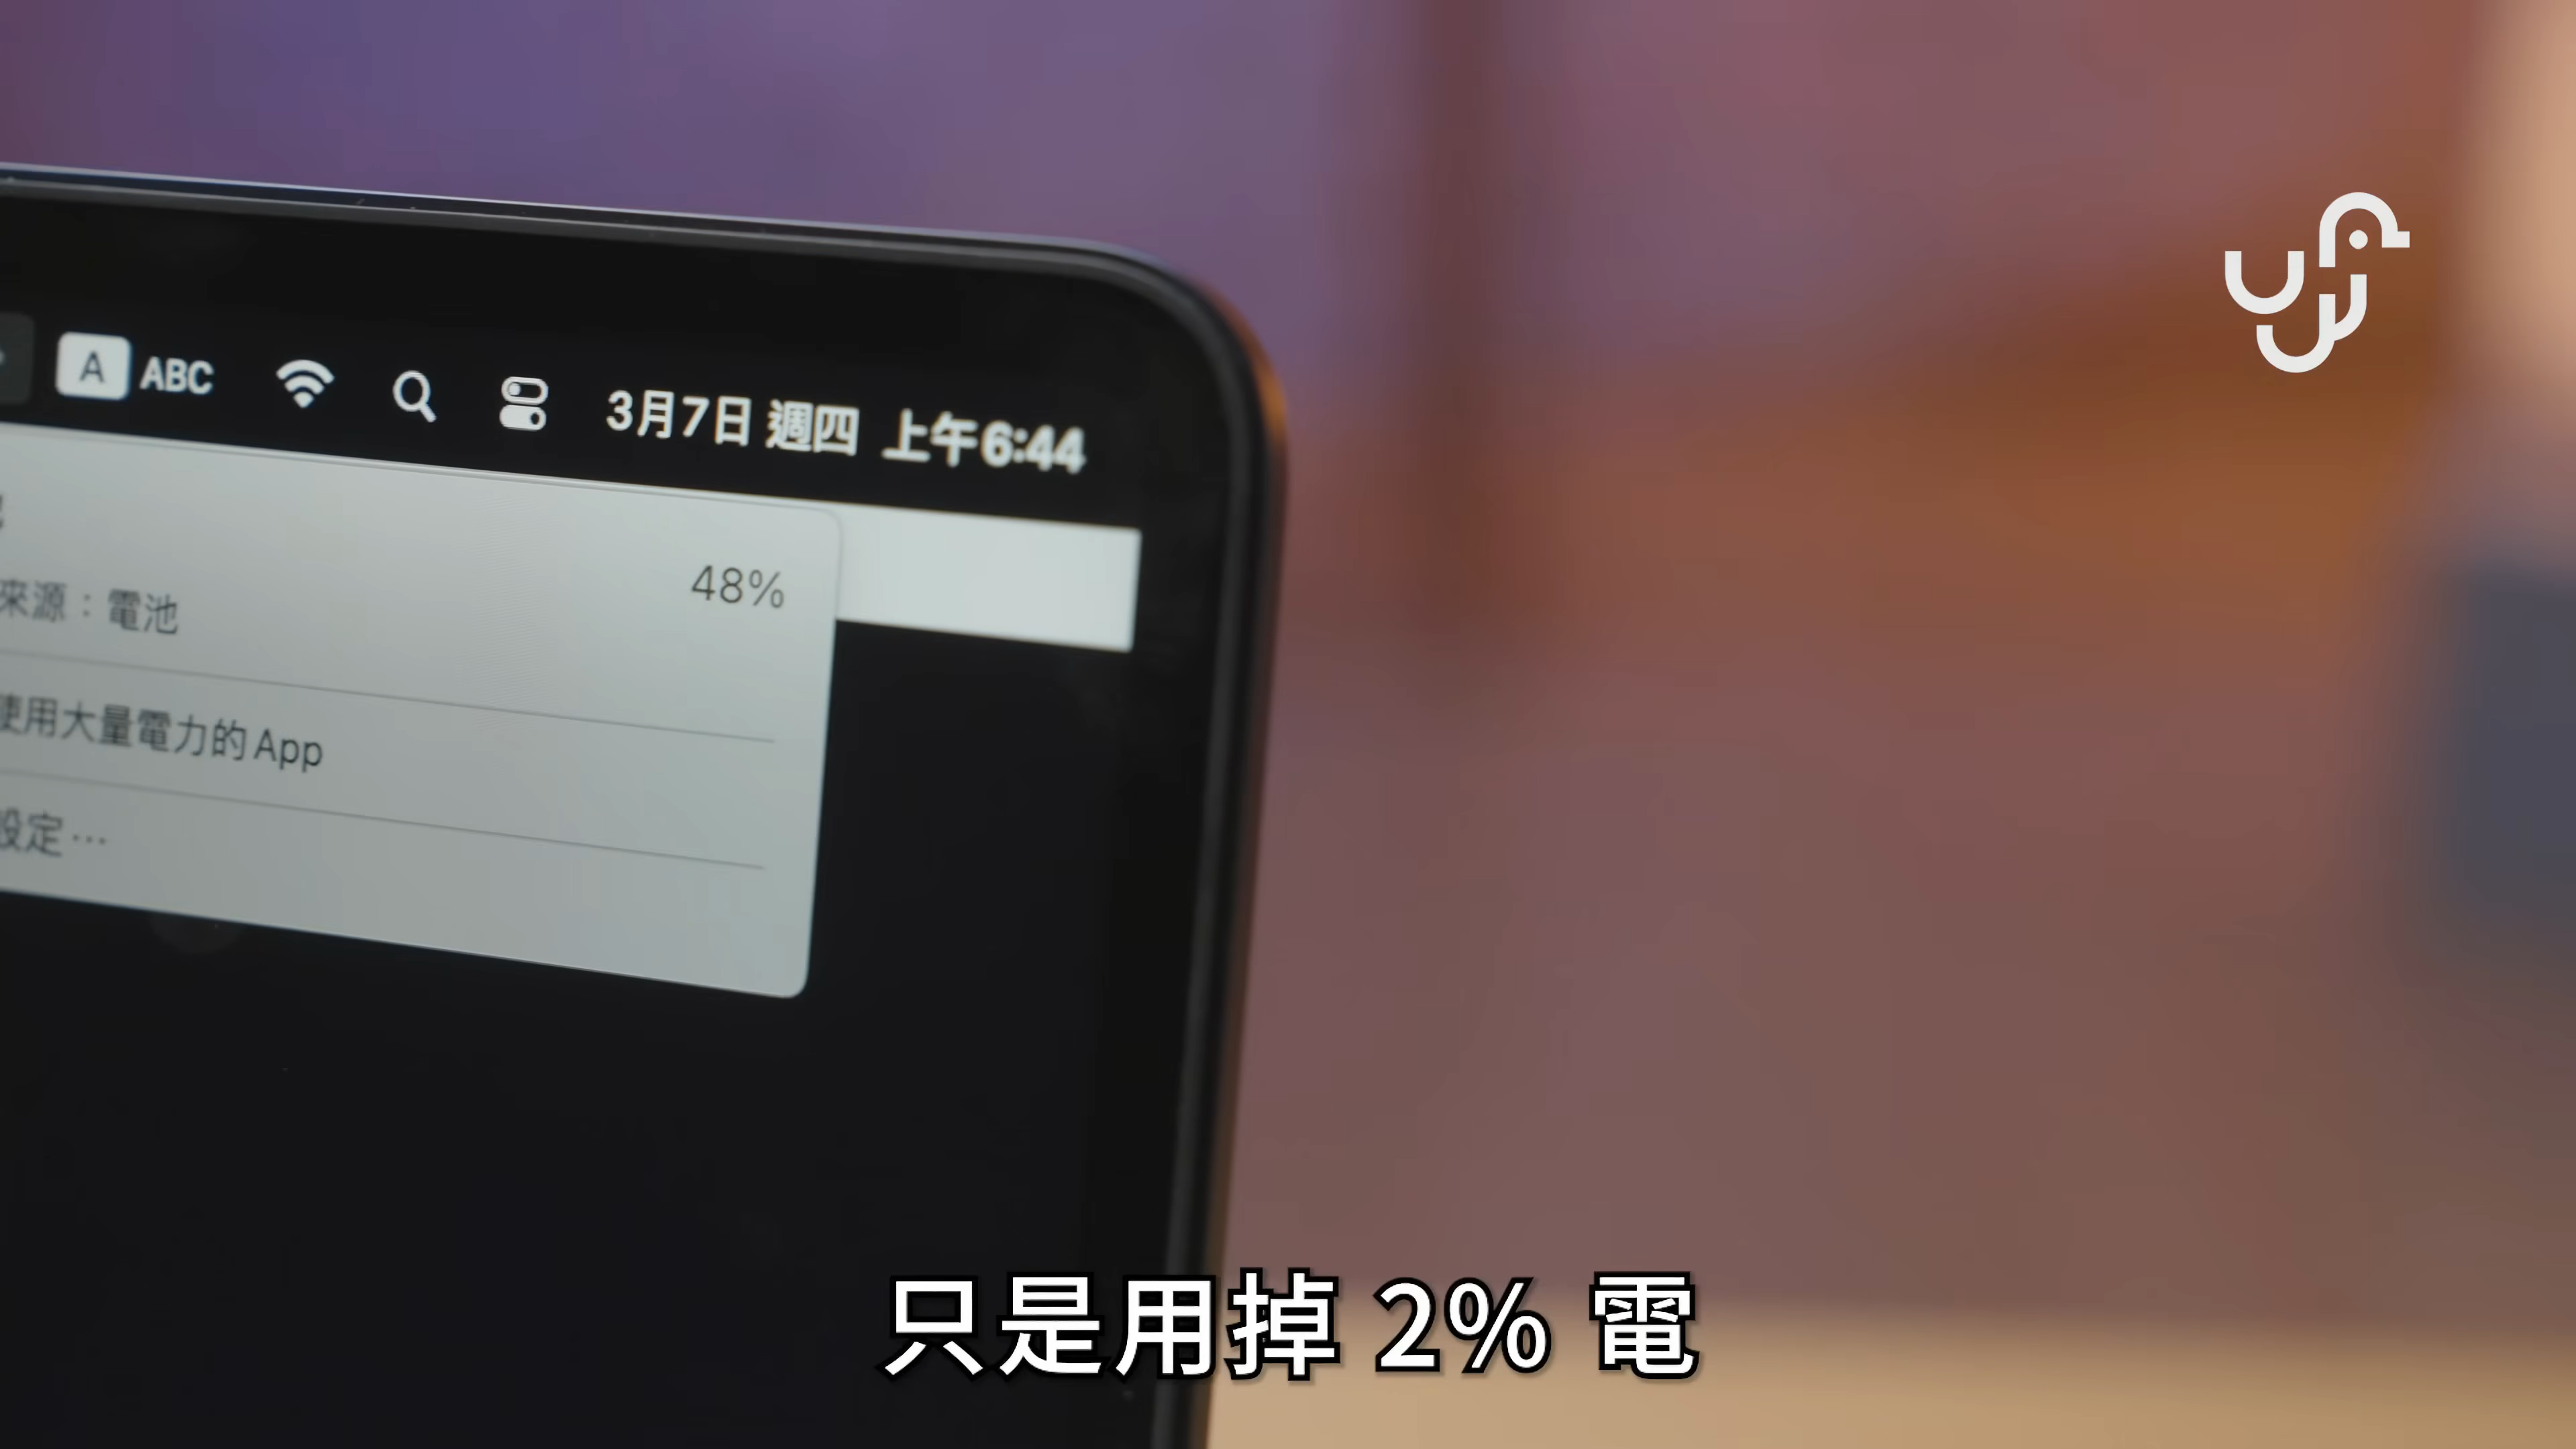 A ABC 3月7日 週四 上午6:44
48%
來源：電池
使用大量電力的App
設定…
只是用掉 2% 電